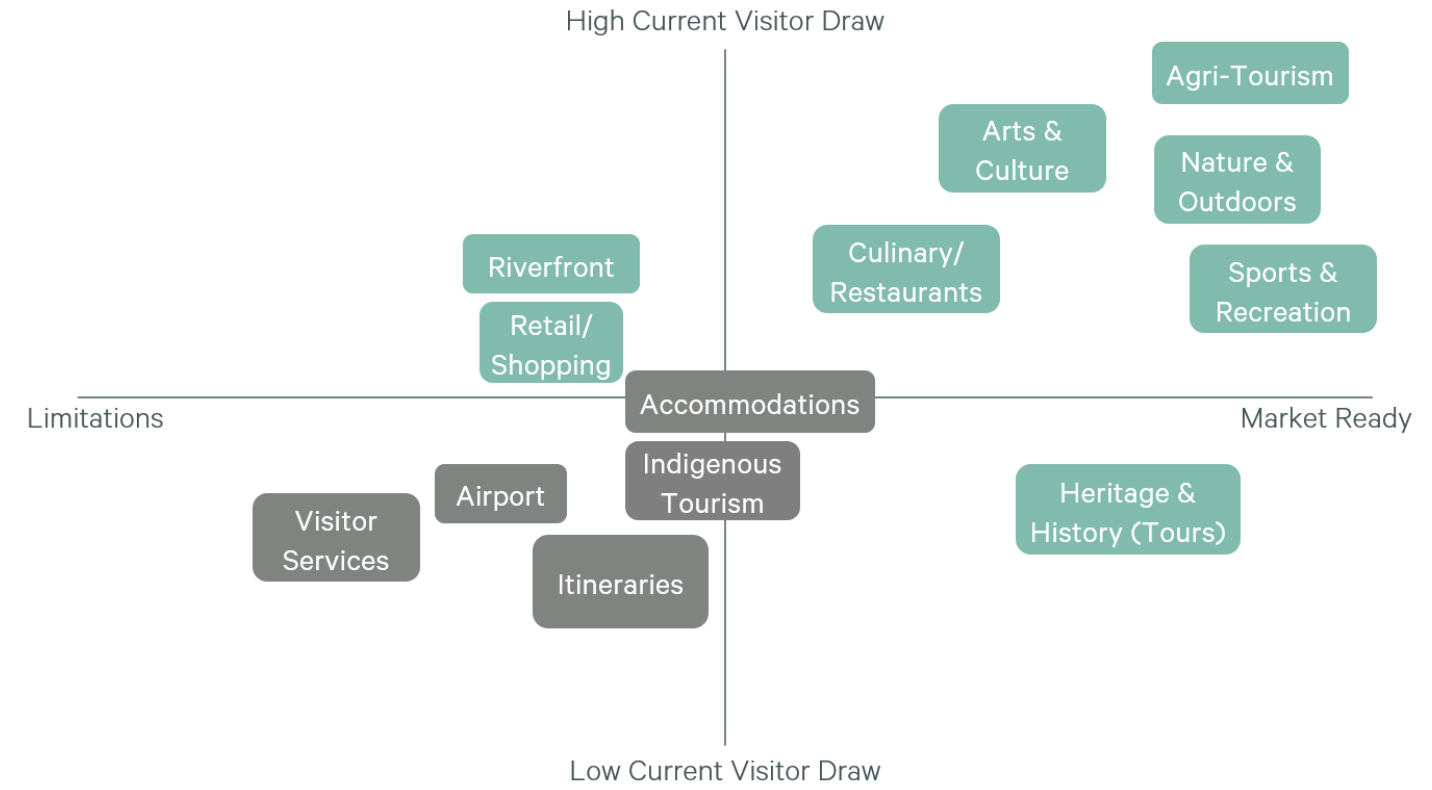 High Current Visitor Draw
Agri-Tourism
Arts &
Culture
Nature &
Outdoors
Riverfront
Culinary/
Restaurants
Sports &
Recreation
Retail/
Shopping
Accommodations
Limitations
Market Ready
Indigenous
Tourism
Airport
Visitor
Services
Heritage &
History (Tours)
Itineraries
Low Current Visitor Draw